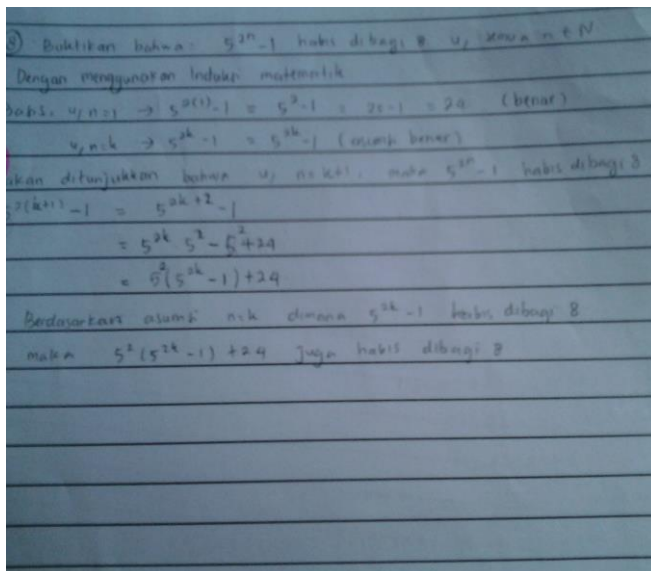 Buktikan bahwa : 5^{2n} -1 habis dibagi 8 u/ semua n ∈ N
Dengan menggunakan Induksi matematik
Basis. u/ n=1 → 5^{2(1)} -1 = 5^2 -1 = 25 -1 = 24 (benar)
u/ n=k → 5^{2k} -1 = 5^{2k} -1 (asumsi benar)
akan ditunjukkan bahwa u/ n=k+1, maka 5^{2n} -1 habis dibagi 8
5^{2(k+1)} -1 = 5^{2k+2} -1
= 5^{2k} 5^2 - 5^2 +24
= 5^2 (5^{2k} -1) +24
Berdasarkan asumsi n=k dimana 5^{2k} -1 habis dibagi 8
maka 5^2 (5^{2k} -1) +24 Juga habis dibagi 8